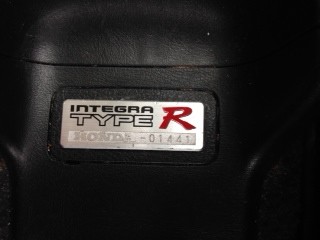 INTEGRA
TYPE R
HONDA -01441